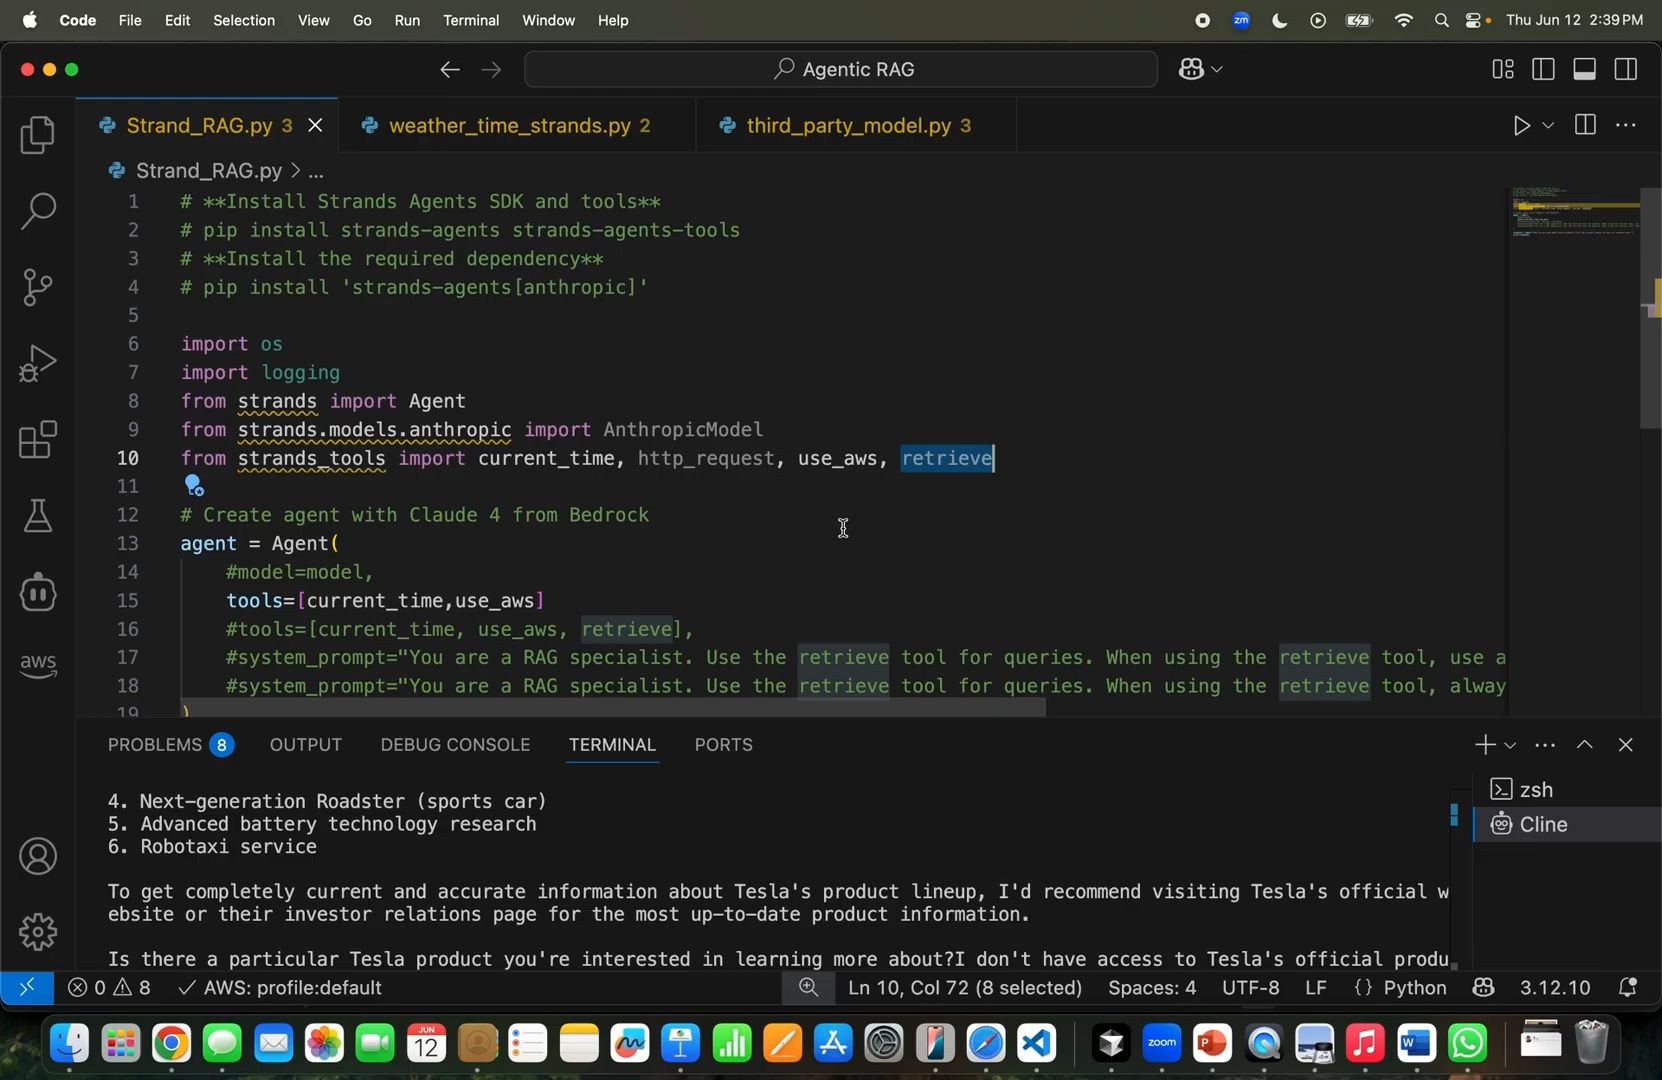 Code File Edit Selection View Go Run Terminal Window Help zm Thu Jun 12 2:39 PM
Agentic RAG
Strand_RAG.py 3 weather_time_strands.py 2 third_party_model.py 3
Strand_RAG.py > ...
1 # **Install Strands Agents SDK and tools**
2 # pip install strands-agents strands-agents-tools
3 # **Install the required dependency**
4 # pip install 'strands-agents[anthropic]'
5
6 import os
7 import logging
8 from strands import Agent
9 from strands.models.anthropic import AnthropicModel
10 from strands_tools import current_time, http_request, use_aws, retrieve
11
12 # Create agent with Claude 4 from Bedrock
13 agent = Agent(
14 #model=model,
15 tools=[current_time,use_aws]
16 #tools=[current_time, use_aws, retrieve],
17 #system_prompt="You are a RAG specialist. Use the retrieve tool for queries. When using the retrieve tool, use a
18 #system_prompt="You are a RAG specialist. Use the retrieve tool for queries. When using the retrieve tool, alway
19 )
aws
PROBLEMS 8 OUTPUT DEBUG CONSOLE TERMINAL PORTS
zsh
Cline
4. Next-generation Roadster (sports car)
5. Advanced battery technology research
6. Robotaxi service
To get completely current and accurate information about Tesla's product lineup, I'd recommend visiting Tesla's official w
ebsite or their investor relations page for the most up-to-date product information.
Is there a particular Tesla product you're interested in learning more about?I don't have access to Tesla's official produ
0 8 AWS: profile:default Ln 10, Col 72 (8 selected) Spaces: 4 UTF-8 LF {} Python 3.12.10
JUN
12
zoom